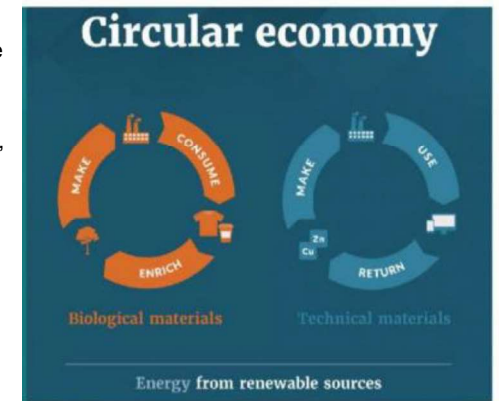 e
,
Circular economy
MAKE
CONSUME
ENRICH
MAKE
USE
RETURN
Zn
Cu
Biological materials
Technical materials
Energy from renewable sources